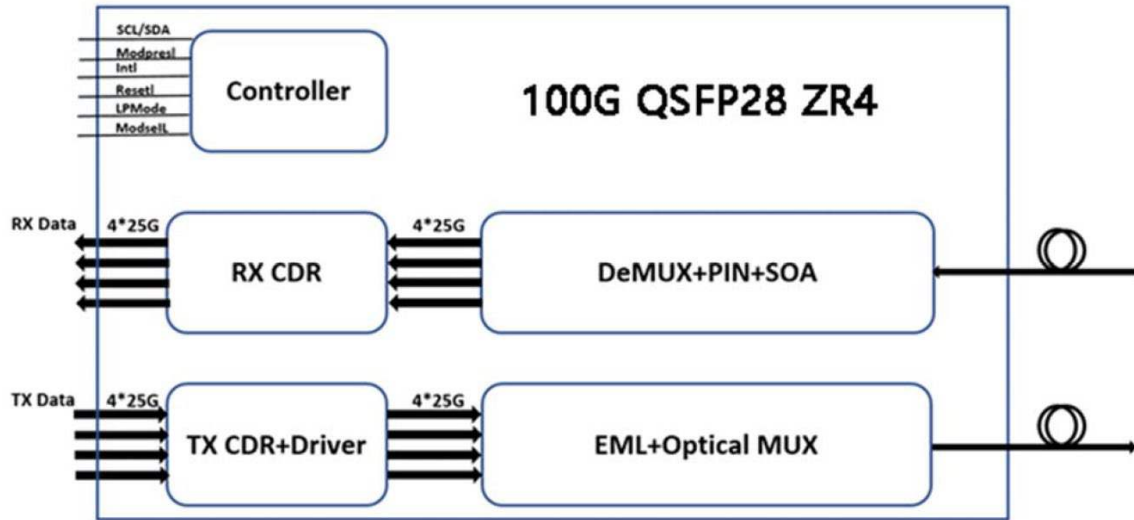 SCL/SDA
Modpresl
Intl
Resetl
LPMode
ModselL
Controller
100G QSFP28 ZR4
RX Data
4*25G
4*25G
RX CDR
DeMUX+PIN+SOA
TX Data
4*25G
4*25G
TX CDR+Driver
EML+Optical MUX